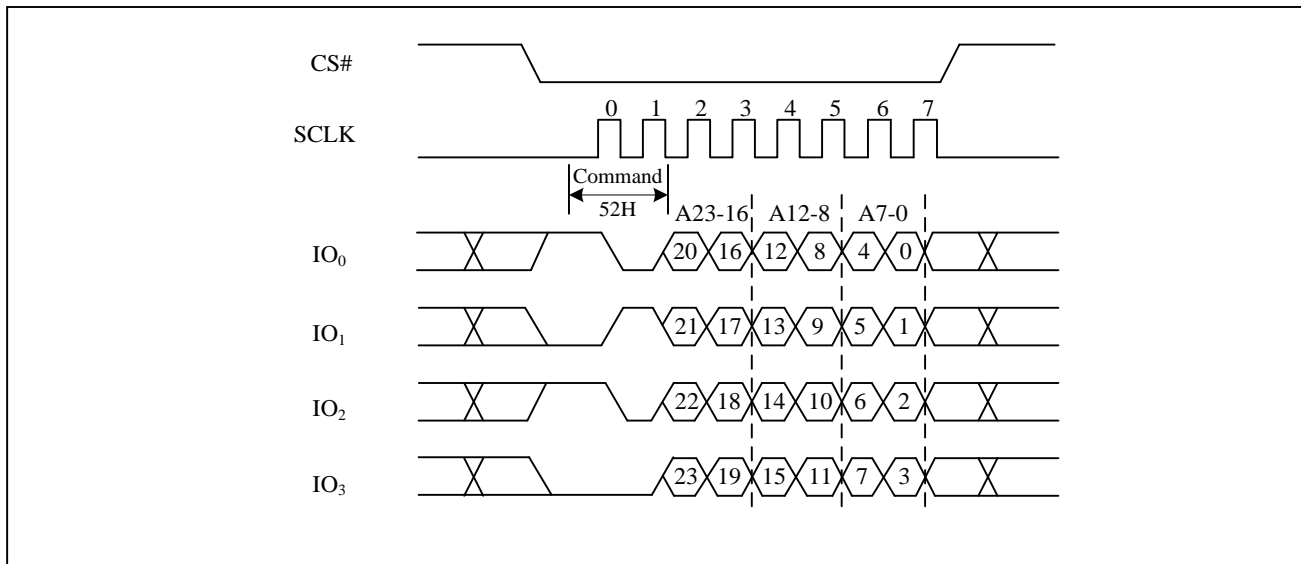 CS#
0 1 2 3 4 5 6 7
SCLK
Command
52H
A23-16 A12-8 A7-0
IO0 20 16 12 8 4 0
IO1 21 17 13 9 5 1
IO2 22 18 14 10 6 2
IO3 23 19 15 11 7 3